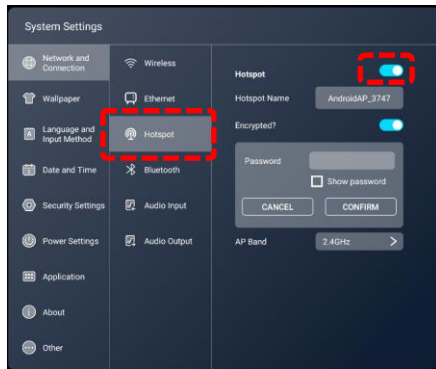 System Settings
Network and
Connection
Wallpaper
Language and
Input Method
Date and Time
Security Settings
Power Settings
Application
About
Other
Wireless
Ethernet
Hotspot
Bluetooth
Audio Input
Audio Output
Hotspot
Hotspot Name AndroidAP_3747
Encrypted?
Password
Show password
CANCEL CONFIRM
AP Band 2.4GHz >